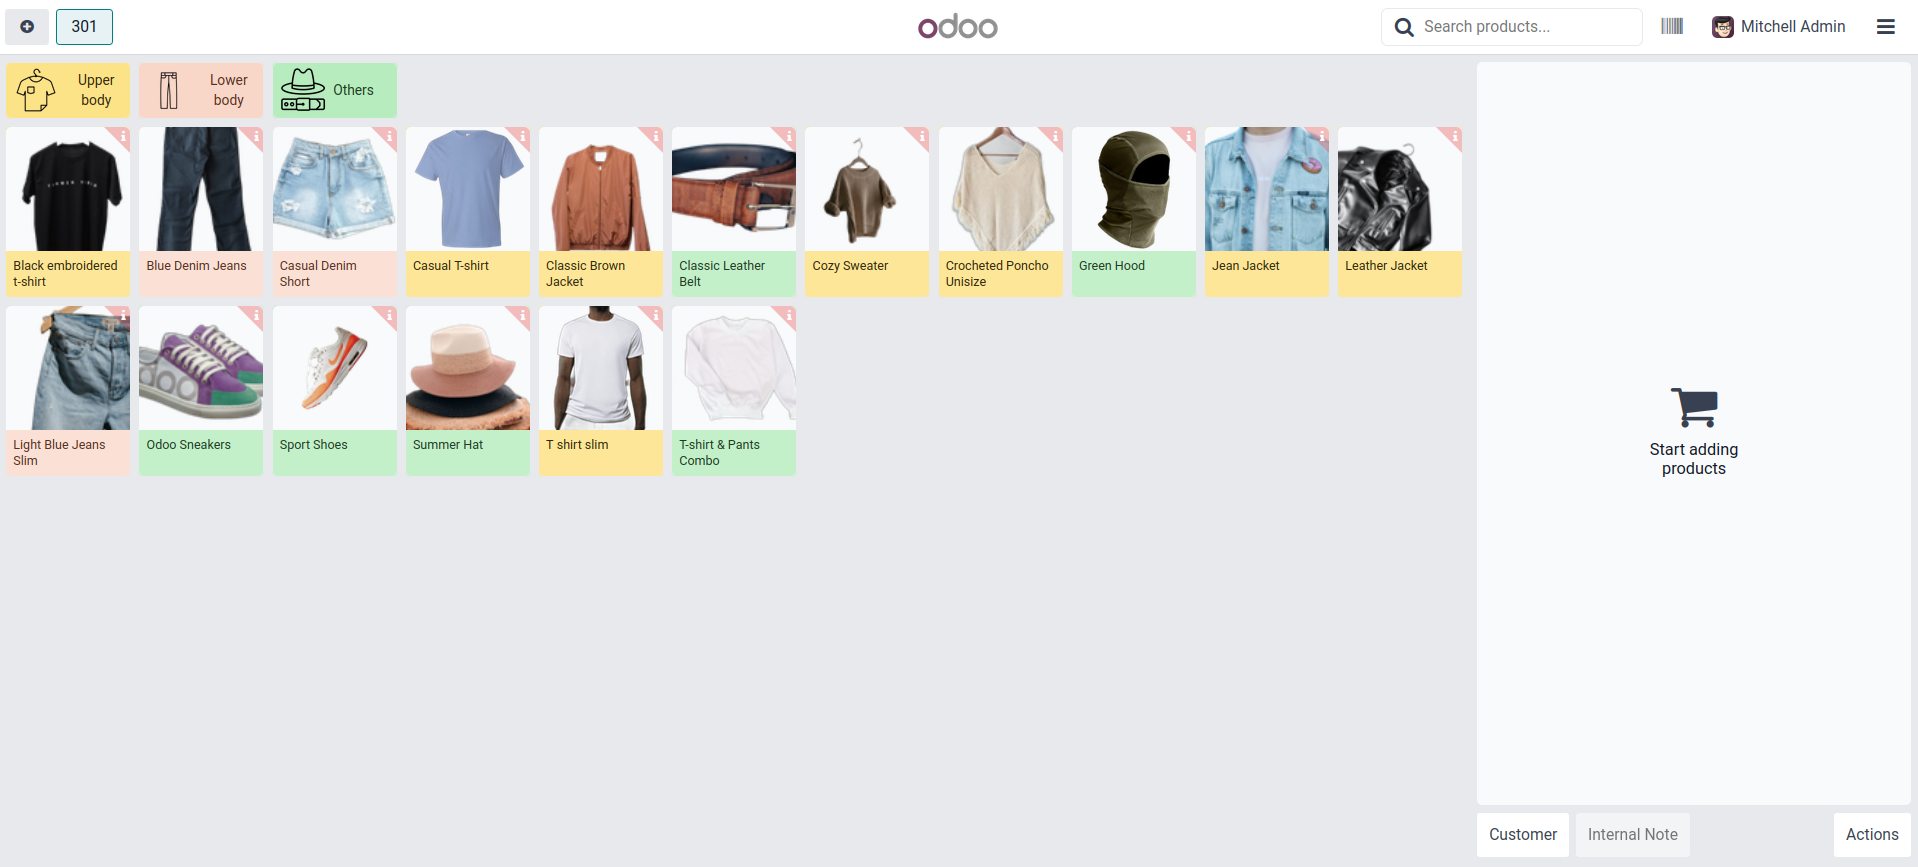 301
odoo
Search products...
Mitchell Admin
Upper
body
Lower
body
Others
Black embroidered
t-shirt
Blue Denim Jeans
Casual Denim
Short
Casual T-shirt
Classic Brown
Jacket
Classic Leather
Belt
Cozy Sweater
Crocheted Poncho
Unisize
Green Hood
Jean Jacket
Leather Jacket
Light Blue Jeans
Slim
Odoo Sneakers
Sport Shoes
Summer Hat
T shirt slim
T-shirt & Pants
Combo
Start adding
products
Customer
Internal Note
Actions